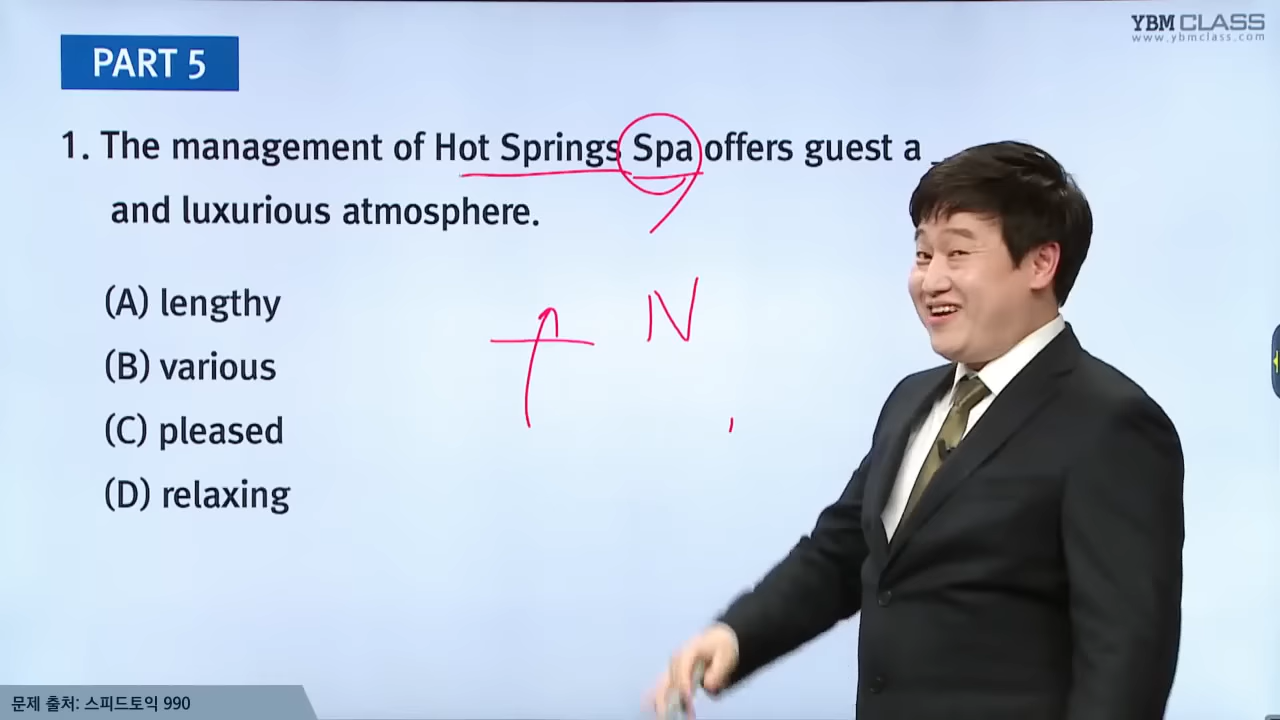 YBM CLASS
www.ybmclass.com
PART 5
1. The management of Hot Springs Spa offers guest a _
and luxurious atmosphere.
(A) lengthy
(B) various
(C) pleased
(D) relaxing
N
문제 출처: 스피드토익 990